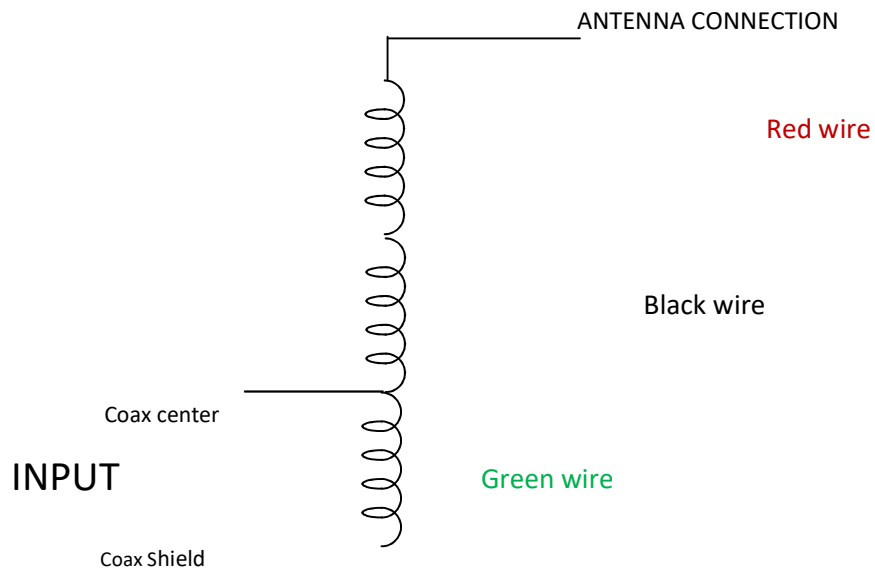 ANTENNA CONNECTION
Red wire
Black wire
Coax center
INPUT
Green wire
Coax Shield